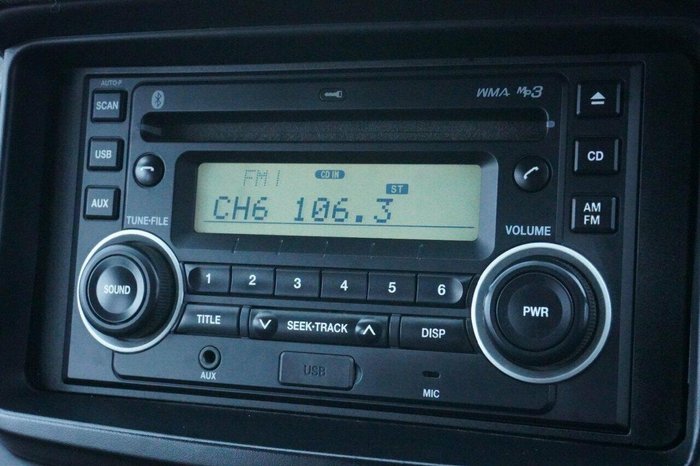 AUTO-P
SCAN
WMA MP3
USB
CD
AUX
AM
FM
FM1 CD IN
ST
CH6 106.3
TUNE·FILE
VOLUME
SOUND
1 2 3 4 5 6
PWR
TITLE
SEEK·TRACK
DISP
AUX
USB
MIC